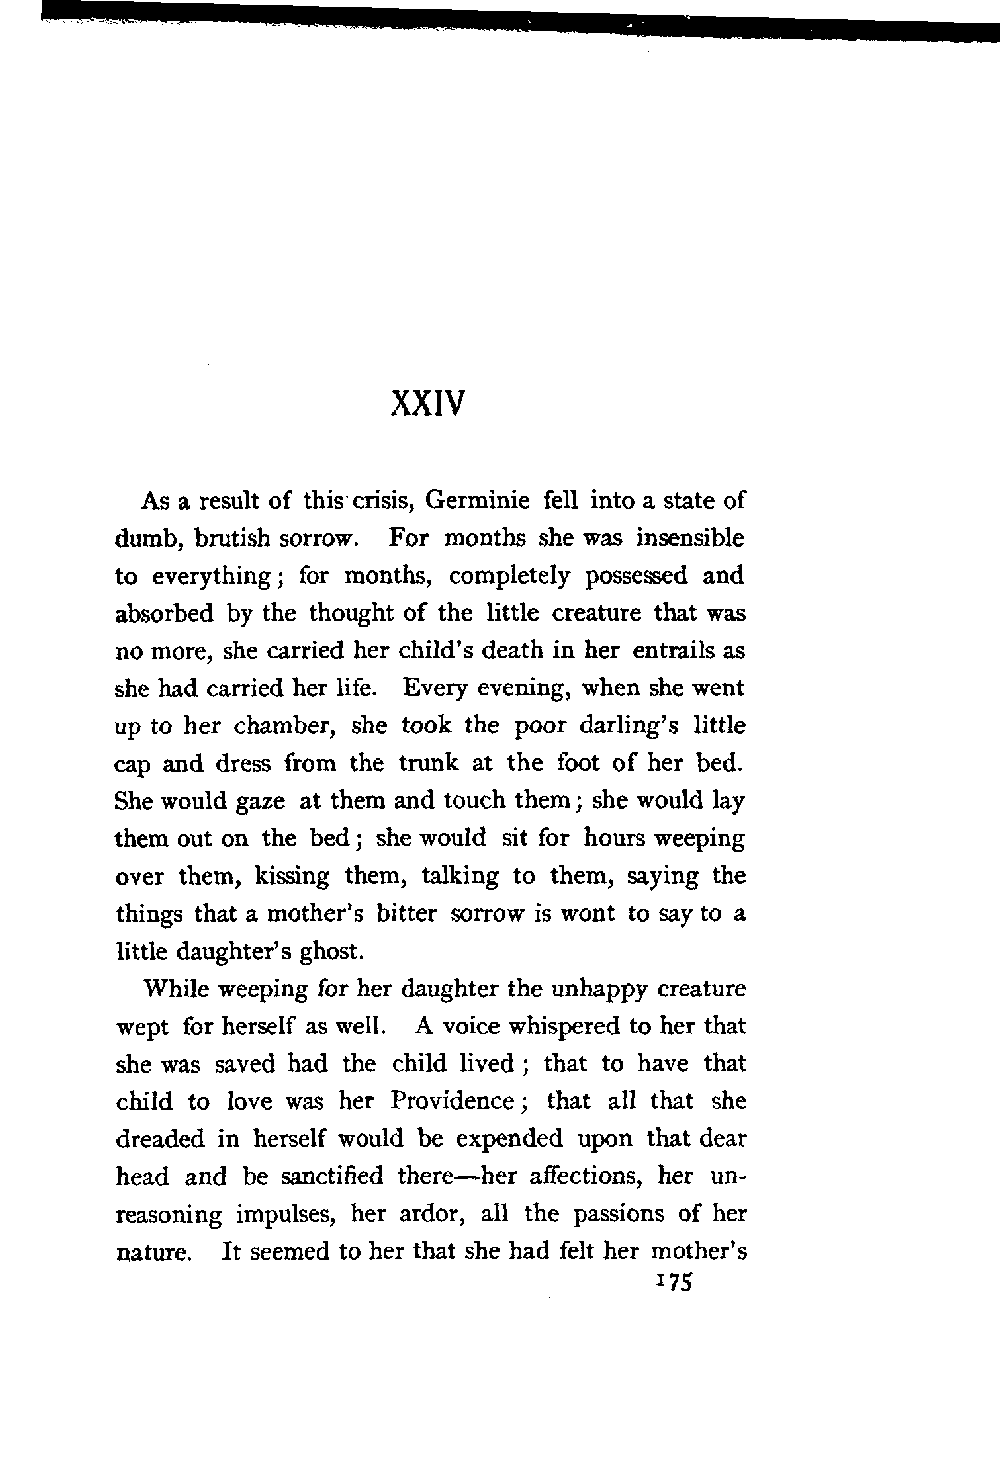 XXIV
As a result of this crisis, Germinie fell into a state of
dumb, brutish sorrow. For months she was insensible
to everything; for months, completely possessed and
absorbed by the thought of the little creature that was
no more, she carried her child's death in her entrails as
she had carried her life. Every evening, when she went
up to her chamber, she took the poor darling's little
cap and dress from the trunk at the foot of her bed.
She would gaze at them and touch them; she would lay
them out on the bed; she would sit for hours weeping
over them, kissing them, talking to them, saying the
things that a mother's bitter sorrow is wont to say to a
little daughter's ghost.
While weeping for her daughter the unhappy creature
wept for herself as well. A voice whispered to her that
she was saved had the child lived; that to have that
child to love was her Providence; that all that she
dreaded in herself would be expended upon that dear
head and be sanctified there—her affections, her un-
reasoning impulses, her ardor, all the passions of her
nature. It seemed to her that she had felt her mother's
175